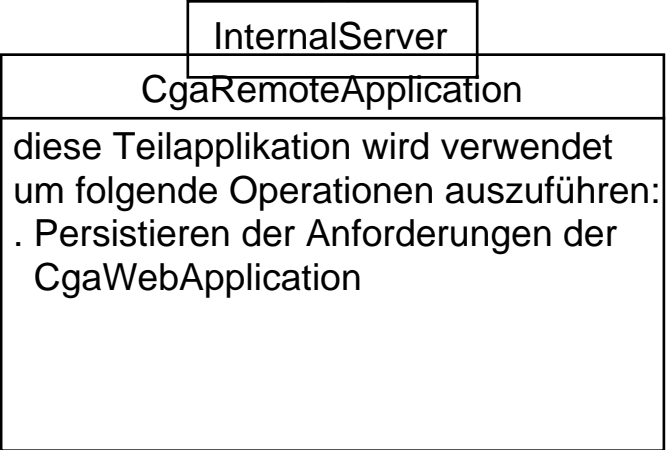 InternalServer
CgaRemoteApplication
diese Teilapplikation wird verwendet
um folgende Operationen auszuführen:
. Persistieren der Anforderungen der
CgaWebApplication